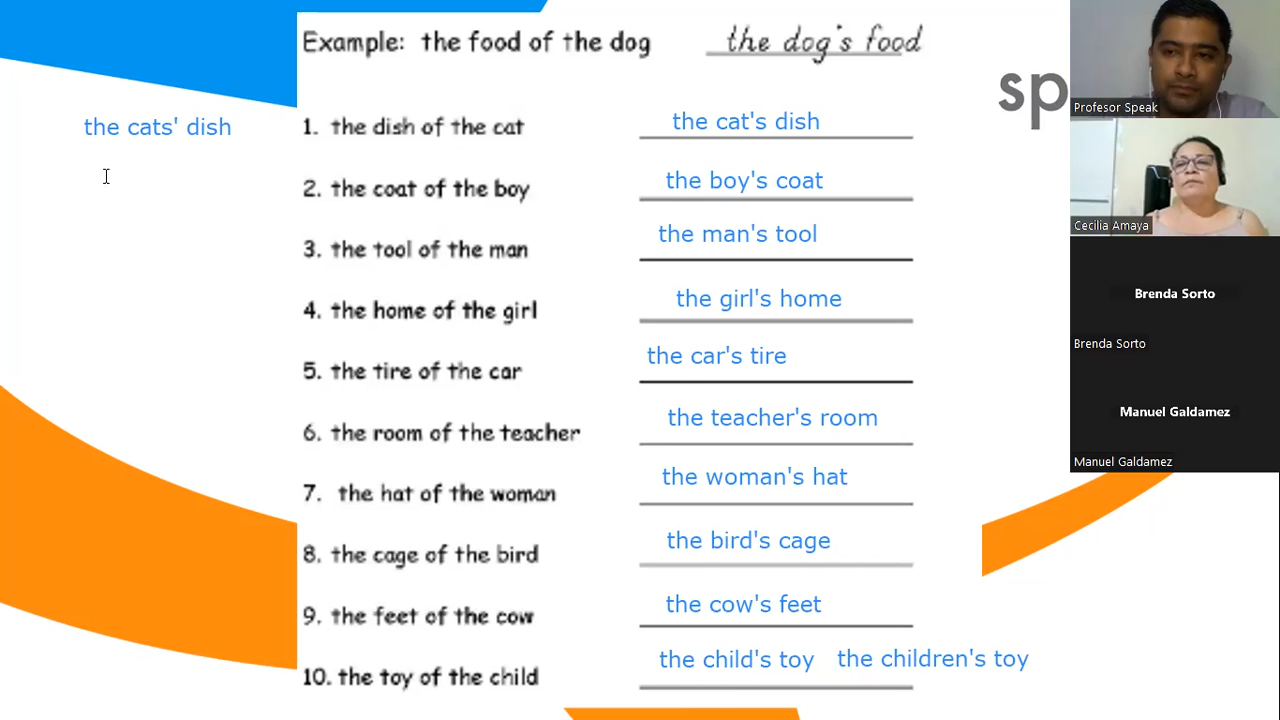 Example: the food of the dog the dog's food
sp
Profesor Speak
the cats' dish
1. the dish of the cat the cat's dish
2. the coat of the boy the boy's coat
Cecilia Amaya
3. the tool of the man the man's tool
Brenda Sorto
4. the home of the girl the girl's home
Brenda Sorto
5. the tire of the car the car's tire
Manuel Galdamez
6. the room of the teacher the teacher's room
Manuel Galdamez
7. the hat of the woman the woman's hat
8. the cage of the bird the bird's cage
9. the feet of the cow the cow's feet
10. the toy of the child the child's toy the children's toy